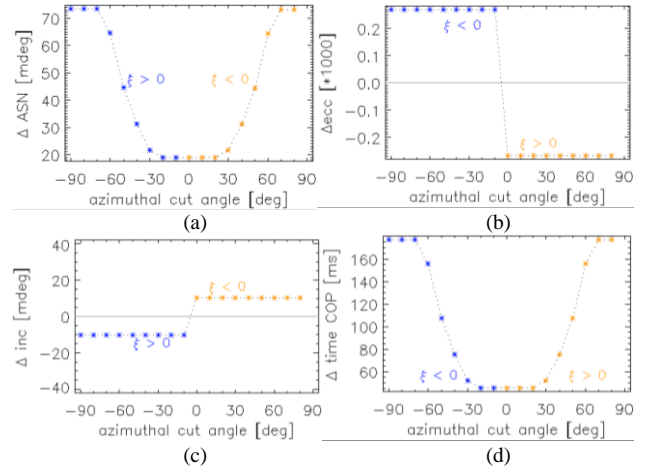 Δ ASN [mdeg]
70
60
50
40
30
20
ξ > 0
ξ < 0
−90 −60 −30 0 30 60 90
azimuthal cut angle [deg]
(a)
Δecc [*1000]
0.2
0.0
−0.2
ξ < 0
ξ > 0
−90 −60 −30 0 30 60 90
azimuthal cut angle [deg]
(b)
Δ inc [mdeg]
40
20
0
−20
−40
ξ < 0
ξ > 0
−90 −60 −30 0 30 60 90
azimuthal cut angle [deg]
(c)
Δ time COP [ms]
160
140
120
100
80
60
ξ < 0
ξ > 0
−90 −60 −30 0 30 60 90
azimuthal cut angle [deg]
(d)